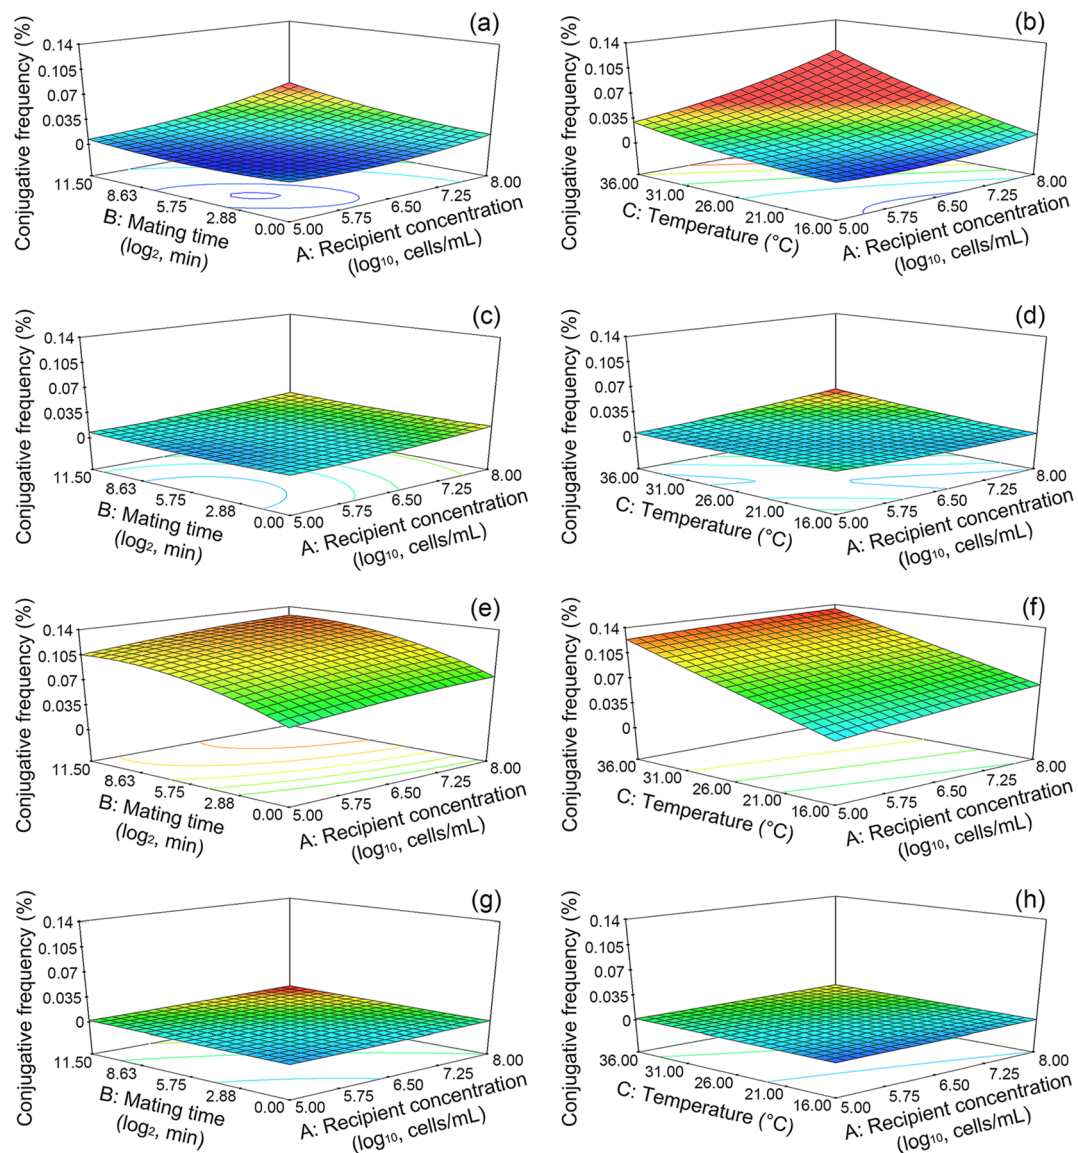 (a)
Conjugative frequency (%)
0.14
0.105
0.07
0.035
0
11.50
8.63
5.75
2.88
0.00
5.00
5.75
6.50
7.25
8.00
B: Mating time
(log₂, min)
A: Recipient concentration
(log₁₀, cells/mL)
(b)
Conjugative frequency (%)
0.14
0.105
0.07
0.035
0
36.00
31.00
26.00
21.00
16.00
5.00
5.75
6.50
7.25
8.00
C: Temperature (°C)
A: Recipient concentration
(log₁₀, cells/mL)
(c)
Conjugative frequency (%)
0.14
0.105
0.07
0.035
0
11.50
8.63
5.75
2.88
0.00
5.00
5.75
6.50
7.25
8.00
B: Mating time
(log₂, min)
A: Recipient concentration
(log₁₀, cells/mL)
(d)
Conjugative frequency (%)
0.14
0.105
0.07
0.035
0
36.00
31.00
26.00
21.00
16.00
5.00
5.75
6.50
7.25
8.00
C: Temperature (°C)
A: Recipient concentration
(log₁₀, cells/mL)
(e)
Conjugative frequency (%)
0.14
0.105
0.07
0.035
0
11.50
8.63
5.75
2.88
0.00
5.00
5.75
6.50
7.25
8.00
B: Mating time
(log₂, min)
A: Recipient concentration
(log₁₀, cells/mL)
(f)
Conjugative frequency (%)
0.14
0.105
0.07
0.035
0
36.00
31.00
26.00
21.00
16.00
5.00
5.75
6.50
7.25
8.00
C: Temperature (°C)
A: Recipient concentration
(log₁₀, cells/mL)
(g)
Conjugative frequency (%)
0.14
0.105
0.07
0.035
0
11.50
8.63
5.75
2.88
0.00
5.00
5.75
6.50
7.25
8.00
B: Mating time
(log₂, min)
A: Recipient concentration
(log₁₀, cells/mL)
(h)
Conjugative frequency (%)
0.14
0.105
0.07
0.035
0
36.00
31.00
26.00
21.00
16.00
5.00
5.75
6.50
7.25
8.00
C: Temperature (°C)
A: Recipient concentration
(log₁₀, cells/mL)